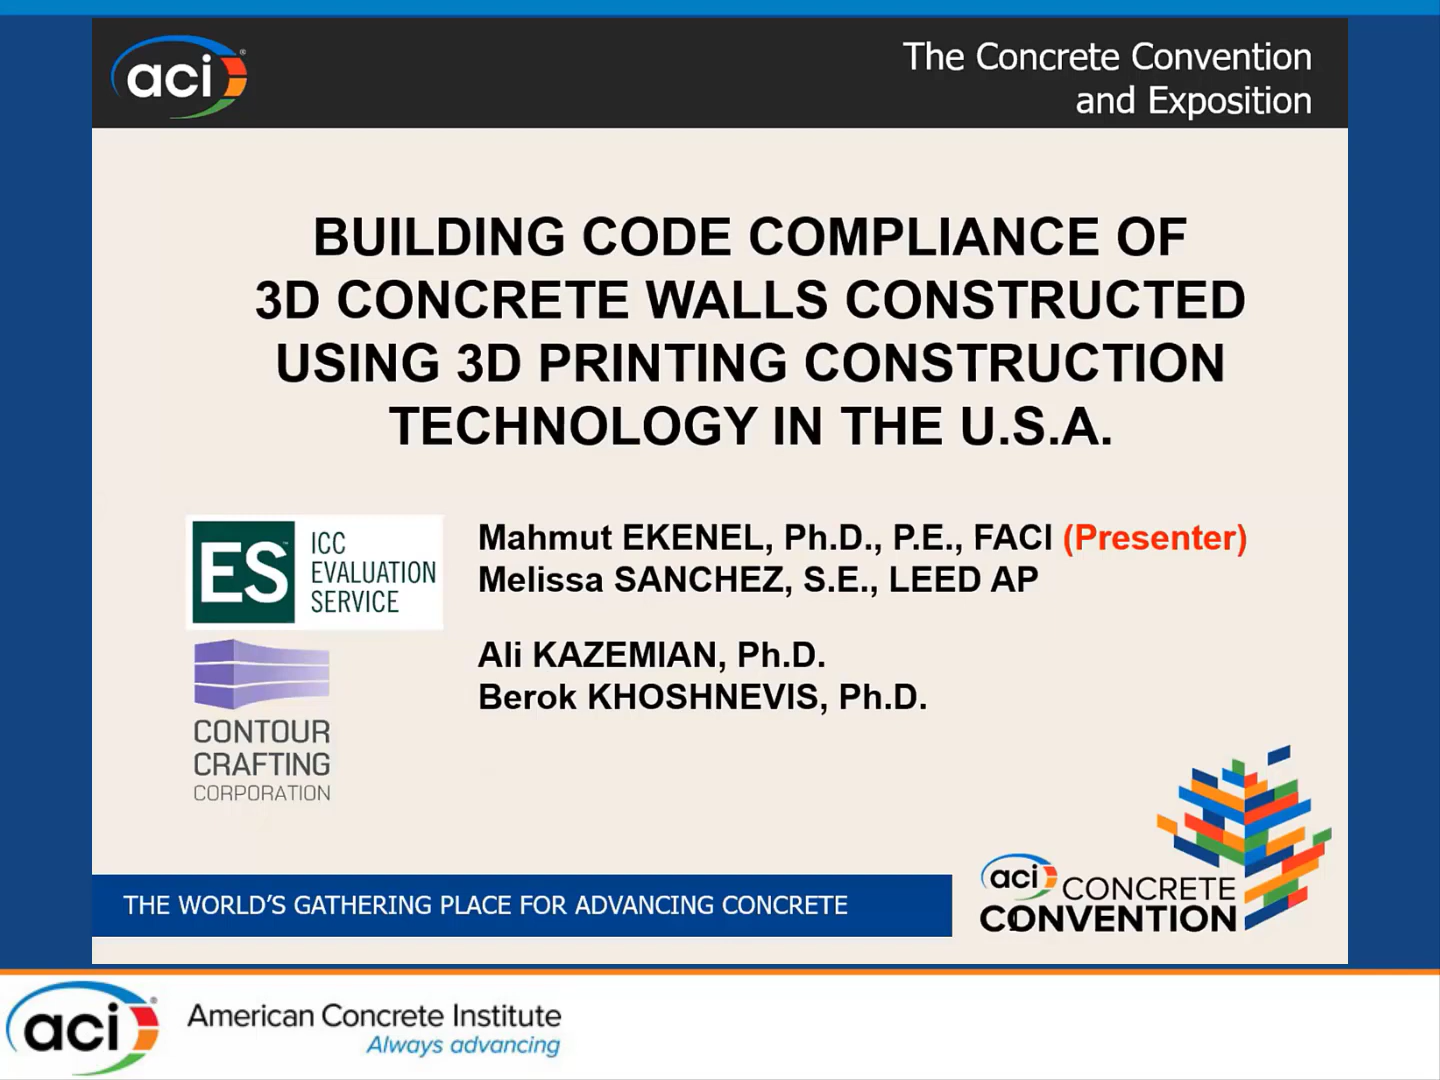 aci
The Concrete Convention
and Exposition
BUILDING CODE COMPLIANCE OF
3D CONCRETE WALLS CONSTRUCTED
USING 3D PRINTING CONSTRUCTION
TECHNOLOGY IN THE U.S.A.
ES
ICC
EVALUATION
SERVICE
Mahmut EKENEL, Ph.D., P.E., FACI (Presenter)
Melissa SANCHEZ, S.E., LEED AP
Ali KAZEMIAN, Ph.D.
Berok KHOSHNEVIS, Ph.D.
CONTOUR
CRAFTING
CORPORATION
THE WORLD'S GATHERING PLACE FOR ADVANCING CONCRETE
aci CONCRETE
CONVENTION
aci
American Concrete Institute
Always advancing